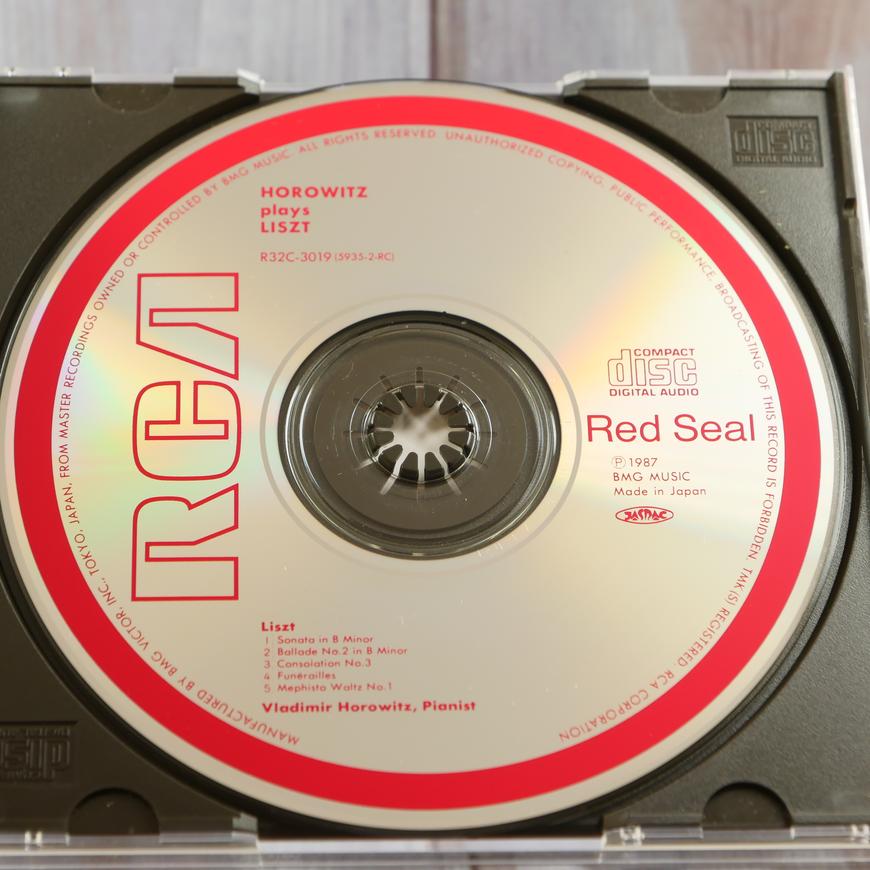 HOROWITZ
plays
LISZT
R32C-3019 (5935-2-RC)
RCA
COMPACT
disc
DIGITAL AUDIO
Red Seal
Ⓟ1987
BMG MUSIC
Made in Japan
JASRAC
Liszt
1 Sonata in B Minor
2 Ballade No.2 in B Minor
3 Consolation No.3
4 Funérailles
5 Mephisto Waltz No.1
Vladimir Horowitz, Pianist
MANUFACTURED BY BMG VICTOR, INC., TOKYO, JAPAN, FROM MASTER RECORDINGS OWNED OR CONTROLLED BY BMG MUSIC. ALL RIGHTS RESERVED. UNAUTHORIZED COPYING, PUBLIC PERFORMANCE, BROADCASTING OF THIS RECORD IS FORBIDDEN. TMK(S) REGISTERED. RCA CORPORATION
COMPACT
disc
DIGITAL AUDIO